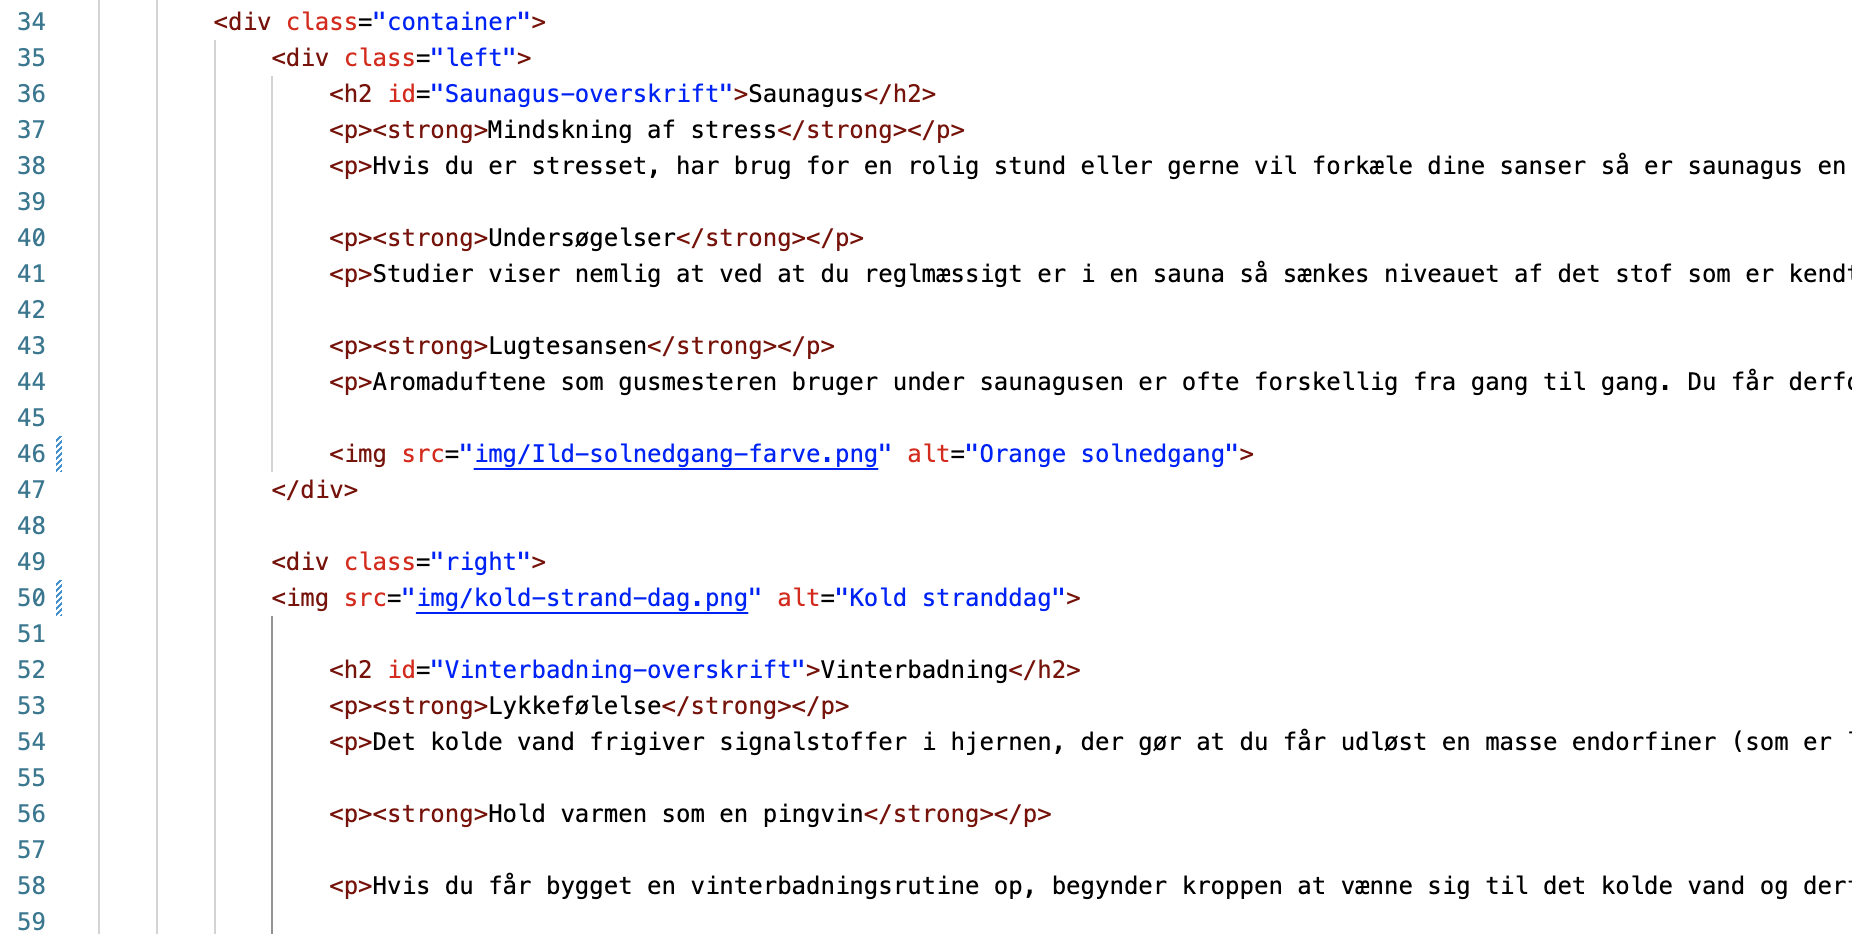 34 <div class="container">
35 <div class="left">
36 <h2 id="Saunagus-overskrift">Saunagus</h2>
37 <p><strong>Mindskning af stress</strong></p>
38 <p>Hvis du er stresset, har brug for en rolig stund eller gerne vil forkæle dine sanser så er saunagus en
39
40 <p><strong>Undersøgelser</strong></p>
41 <p>Studier viser nemlig at ved at du reglmæssigt er i en sauna så sænkes niveauet af det stof som er
42
43 <p><strong>Lugtesansen</strong></p>
44 <p>Aromaduftene som gusmesteren bruger under saunagusen er ofte forskellig fra gang til gang. Du får
45
46 <img src="img/Ild-solnedgang-farve.png" alt="Orange solnedgang">
47 </div>
48
49 <div class="right">
50 <img src="img/kold-strand-dag.png" alt="Kold stranddag">
51
52 <h2 id="Vinterbadning-overskrift">Vinterbadning</h2>
53 <p><strong>Lykkefølelse</strong></p>
54 <p>Det kolde vand frigiver signalstoffer i hjernen, der gør at du får udløst en masse endorfiner (som er
55
56 <p><strong>Hold varmen som en pingvin</strong></p>
57
58 <p>Hvis du får bygget en vinterbadningsrutine op, begynder kroppen at vænne sig til det kolde vand og
59